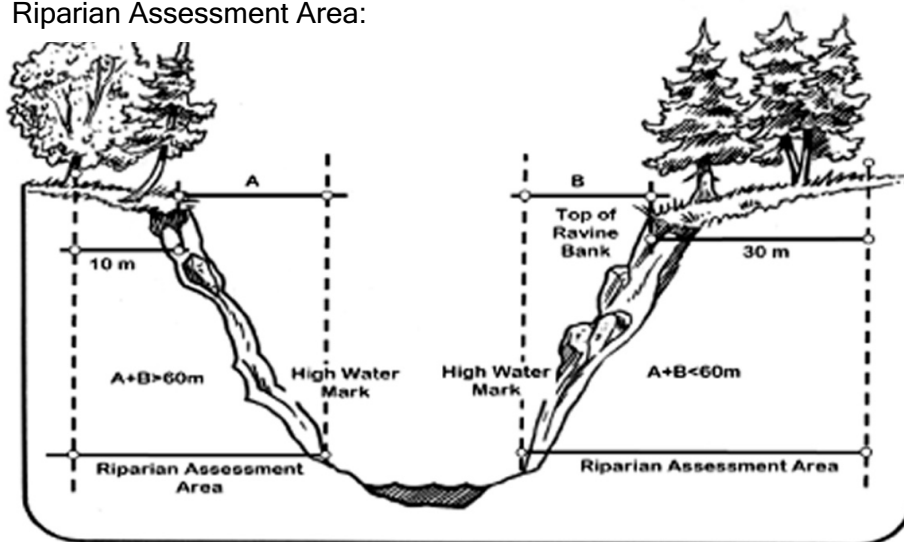 Riparian Assessment Area:
A
B
Top of
Ravine
Bank
10 m
30 m
A+B>60m
High Water
Mark
High Water
Mark
A+B<60m
Riparian Assessment
Area
Riparian Assessment Area